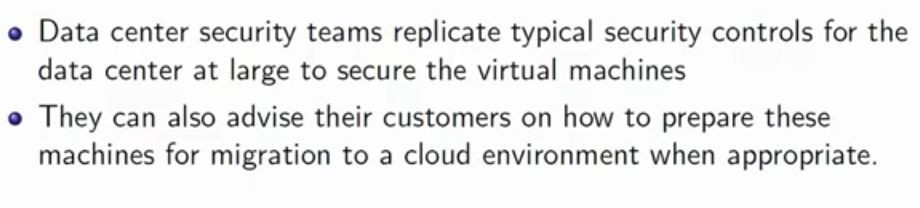 Data center security teams replicate typical security controls for the
data center at large to secure the virtual machines
They can also advise their customers on how to prepare these
machines for migration to a cloud environment when appropriate.